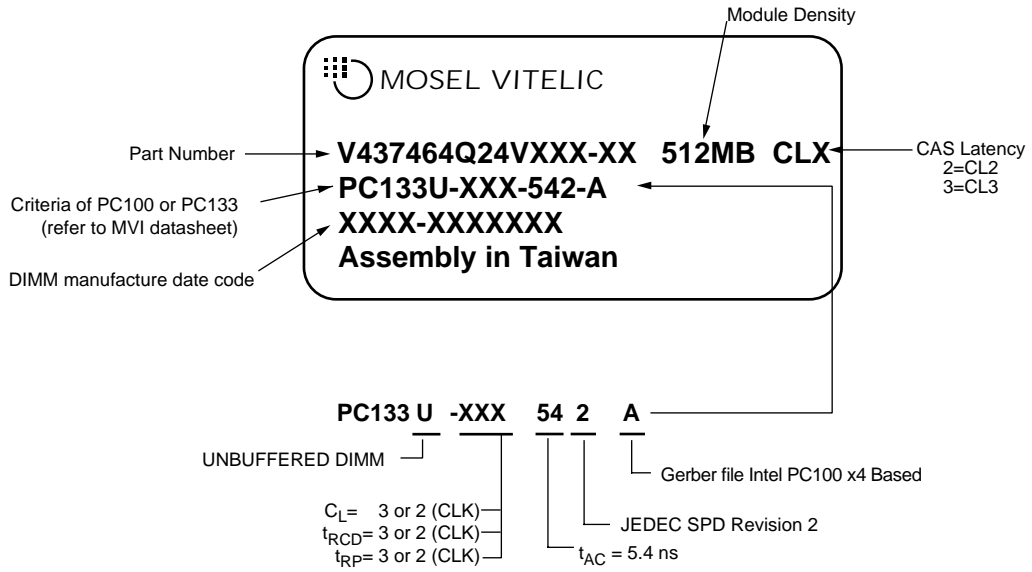 Module Density
MOSEL VITELIC
Part Number
V437464Q24VXXX-XX 512MB CLX
CAS Latency
2=CL2
3=CL3
Criteria of PC100 or PC133
(refer to MVI datasheet)
PC133U-XXX-542-A
XXXX-XXXXXXX
DIMM manufacture date code
Assembly in Taiwan
PC133 U -XXX 54 2 A
UNBUFFERED DIMM
Gerber file Intel PC100 x4 Based
CL= 3 or 2 (CLK)
tRCD= 3 or 2 (CLK)
tRP= 3 or 2 (CLK)
JEDEC SPD Revision 2
tAC = 5.4 ns